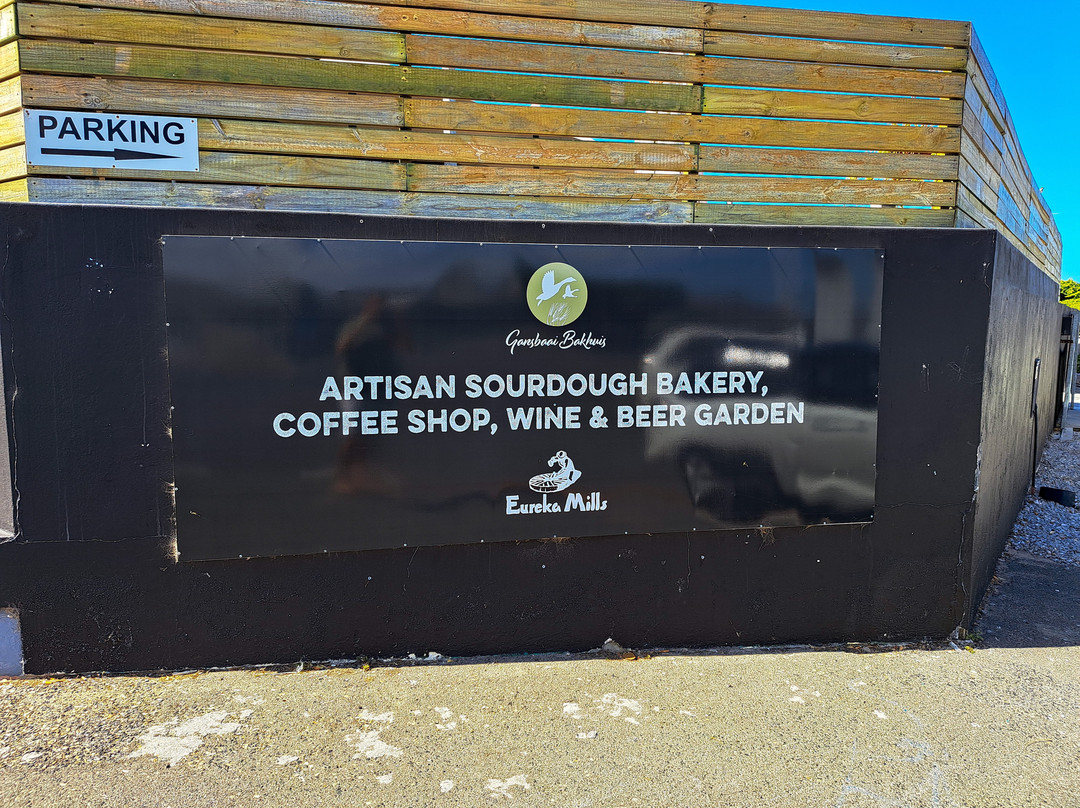 PARKING
Gansbaai Bakhuis
ARTISAN SOURDOUGH BAKERY,
COFFEE SHOP, WINE & BEER GARDEN
Eureka Mills